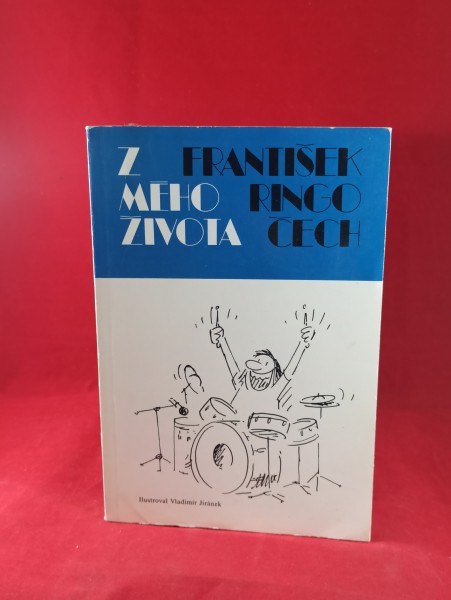 Z FRANTIŠEK
MÉHO RINGO
ŽIVOTA ČECH
Ilustroval Vladimír Jiránek